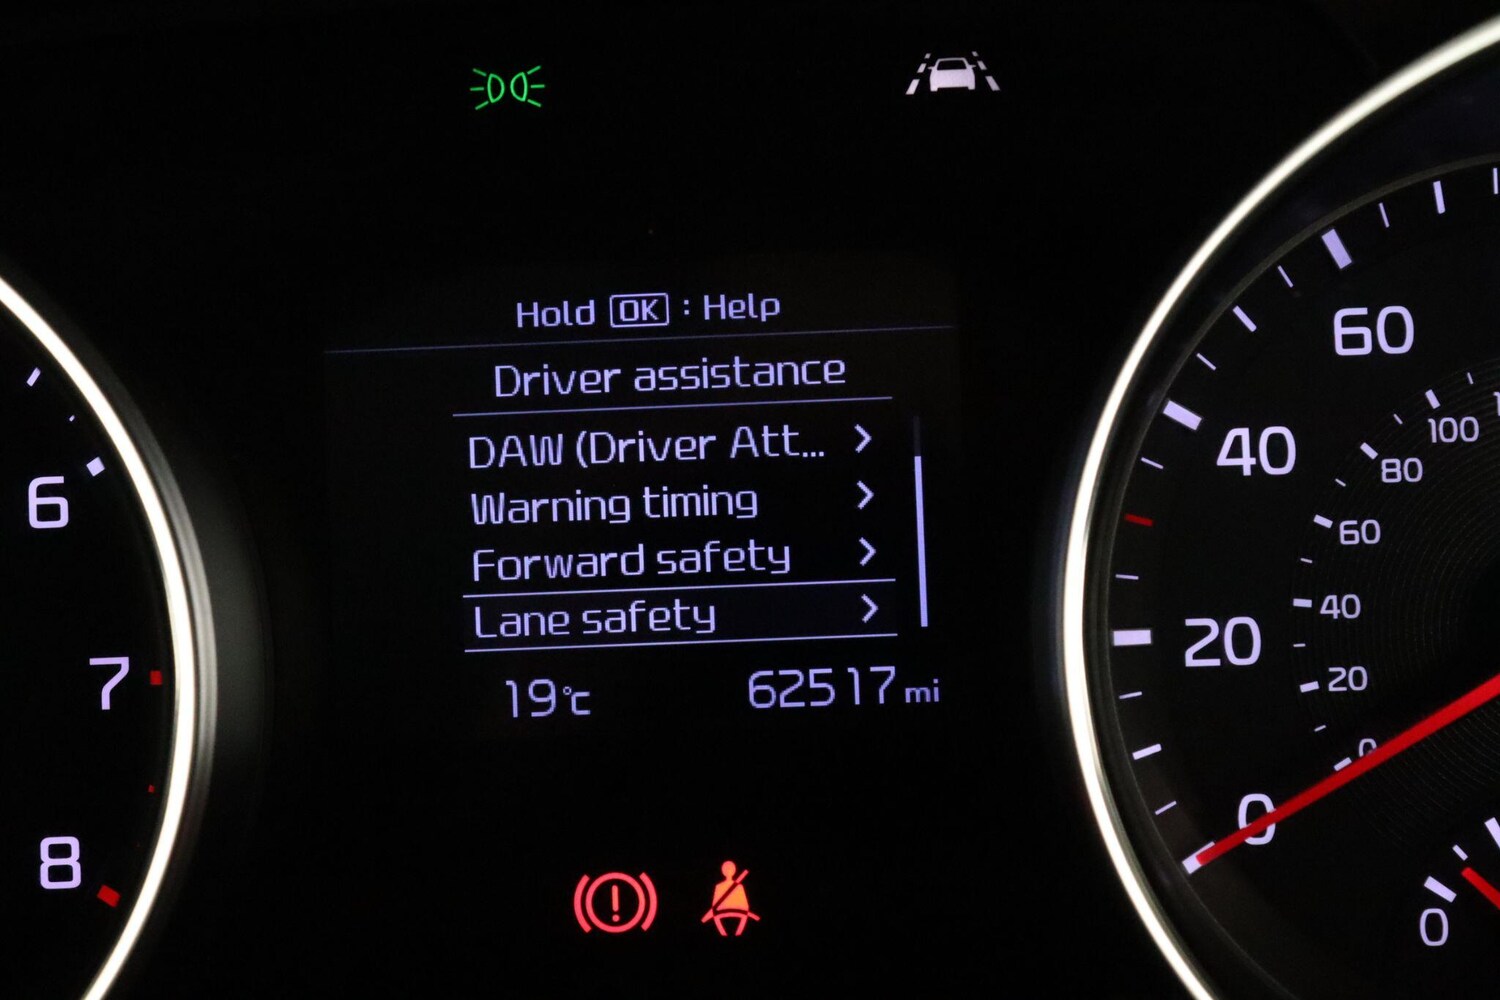 Hold OK : Help
Driver assistance
DAW (Driver Att...
Warning timing
Forward safety
Lane safety
19°C 62517 mi
6
7
8
60
40
20
0
100
80
60
40
20
0
0